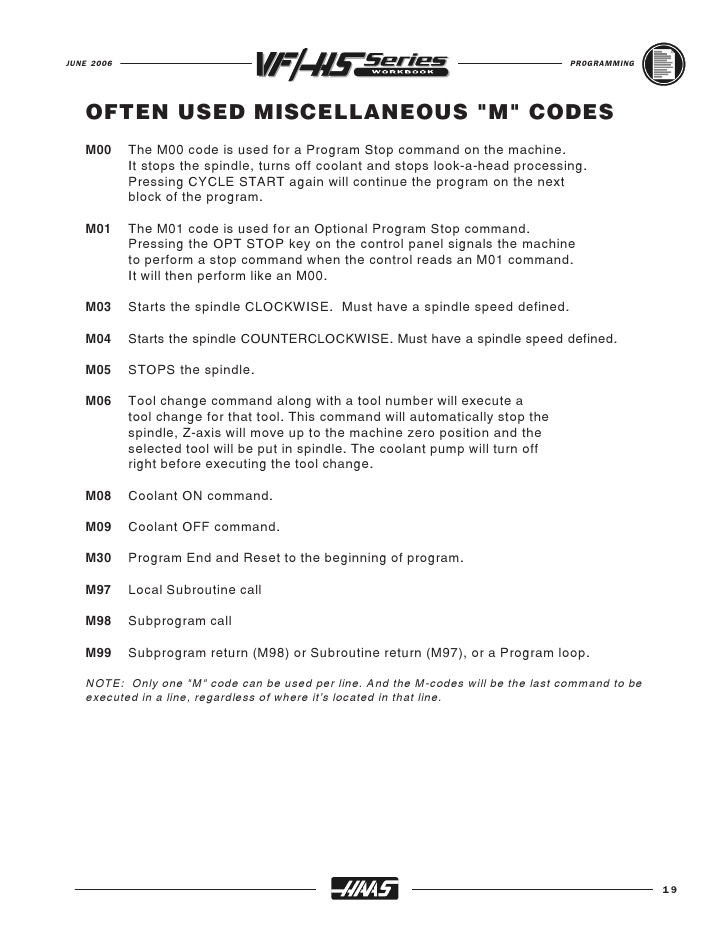 JUNE 2006
VF/HS Series
WORKBOOK
PROGRAMMING
OFTEN USED MISCELLANEOUS "M" CODES
M00 The M00 code is used for a Program Stop command on the machine.
It stops the spindle, turns off coolant and stops look-a-head processing.
Pressing CYCLE START again will continue the program on the next
block of the program.
M01 The M01 code is used for an Optional Program Stop command.
Pressing the OPT STOP key on the control panel signals the machine
to perform a stop command when the control reads an M01 command.
It will then perform like an M00.
M03 Starts the spindle CLOCKWISE.  Must have a spindle speed defined.
M04 Starts the spindle COUNTERCLOCKWISE. Must have a spindle speed defined.
M05 STOPS the spindle.
M06 Tool change command along with a tool number will execute a
tool change for that tool. This command will automatically stop the
spindle, Z-axis will move up to the machine zero position and the
selected tool will be put in spindle. The coolant pump will turn off
right before executing the tool change.
M08 Coolant ON command.
M09 Coolant OFF command.
M30 Program End and Reset to the beginning of program.
M97 Local Subroutine call
M98 Subprogram call
M99 Subprogram return (M98) or Subroutine return (M97), or a Program loop.
NOTE:  Only one "M" code can be used per line. And the M-codes will be the last command to be
executed in a line, regardless of where it's located in that line.
HAAS
19